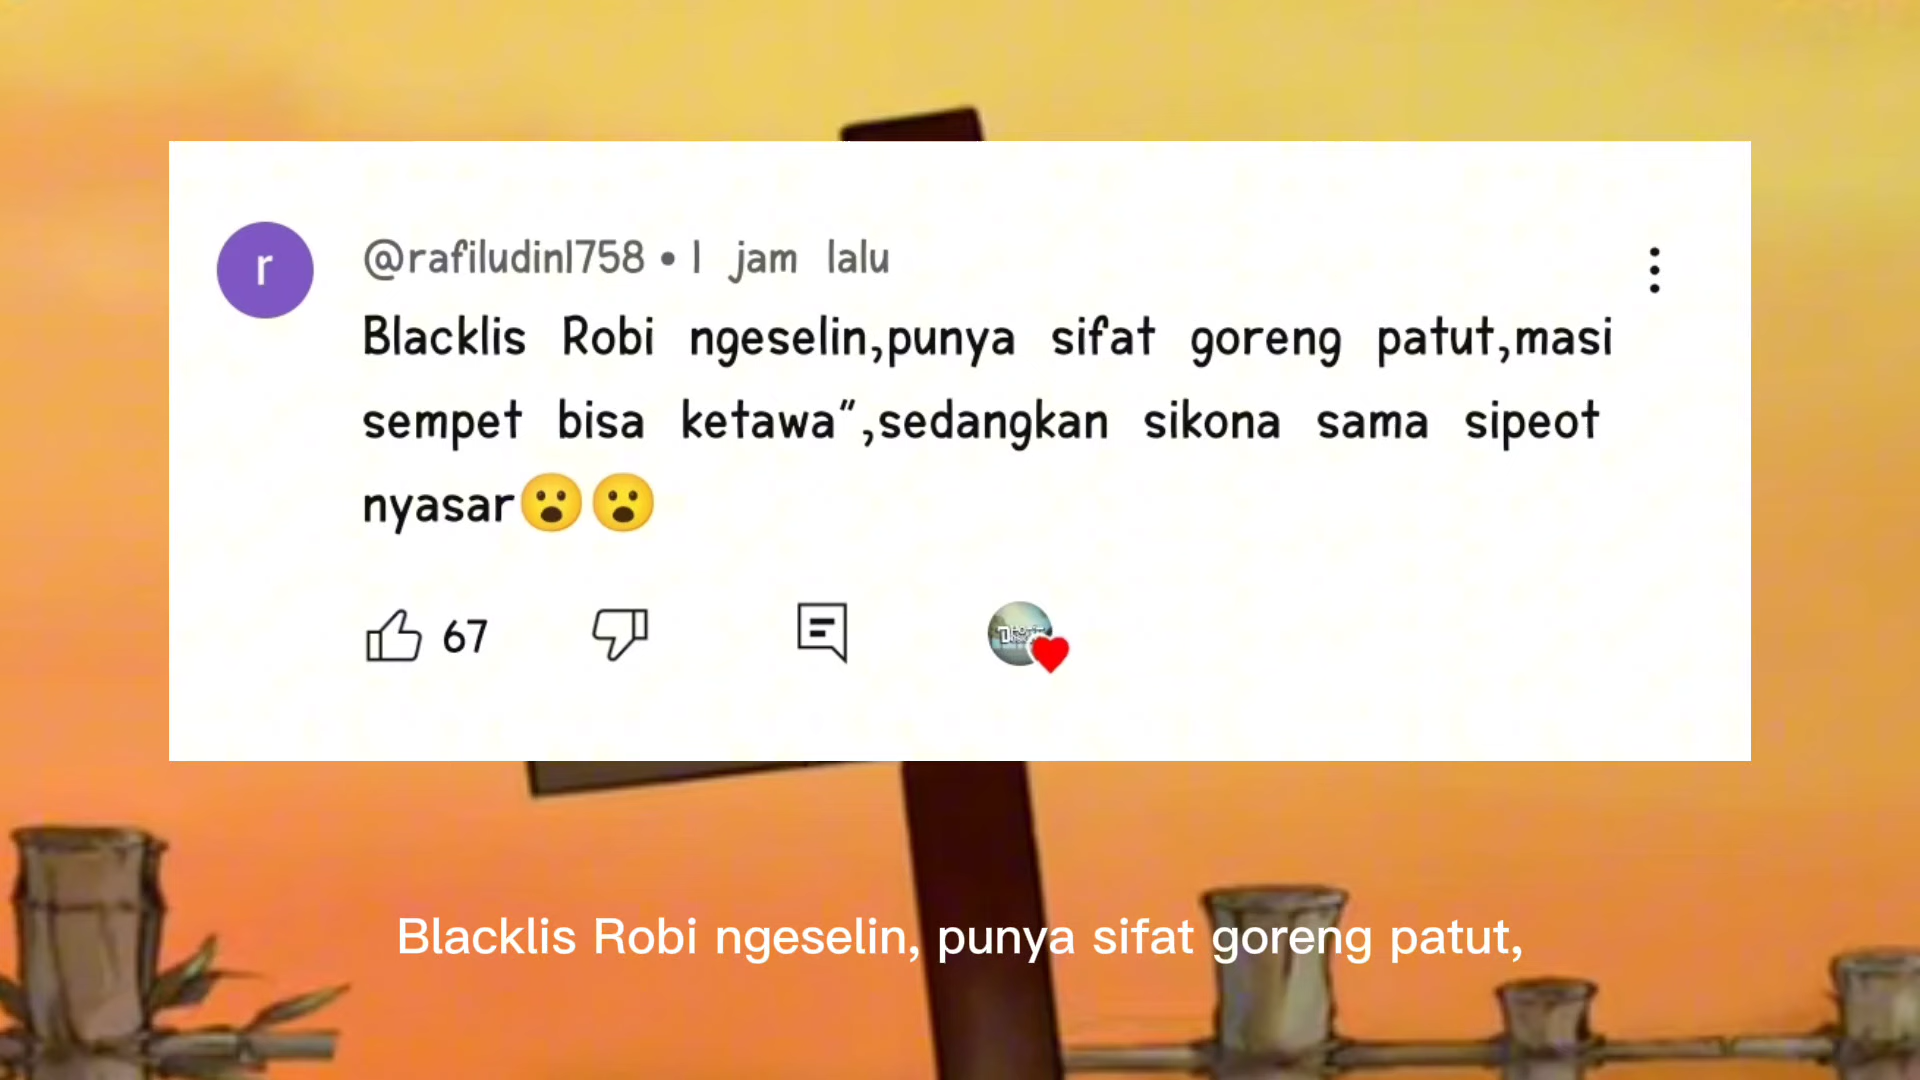 r
@rafiludin1758 • 1 jam lalu
Blacklis Robi ngeselin,punya sifat goreng patut,masi
sempet bisa ketawa",sedangkan sikona sama sipeot
nyasar😮😮
67
Blacklis Robi ngeselin, punya sifat goreng patut,